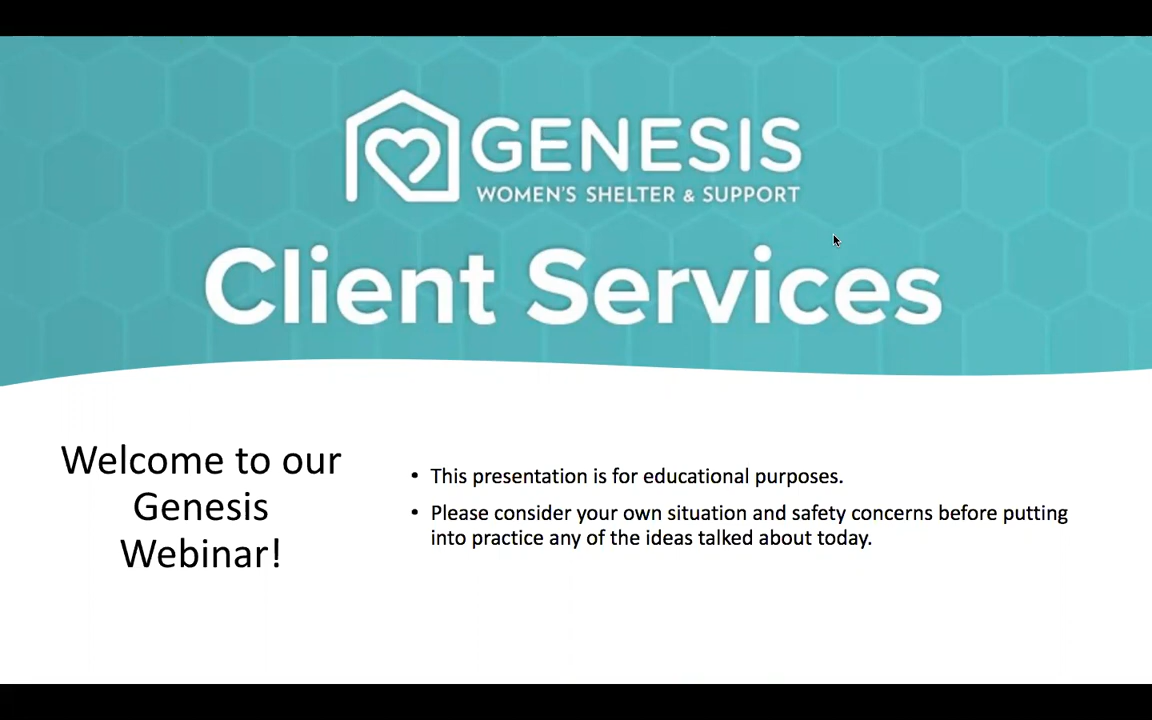 GENESIS
WOMEN'S SHELTER & SUPPORT
Client Services
Welcome to our
Genesis
Webinar!
• This presentation is for educational purposes.
• Please consider your own situation and safety concerns before putting
into practice any of the ideas talked about today.